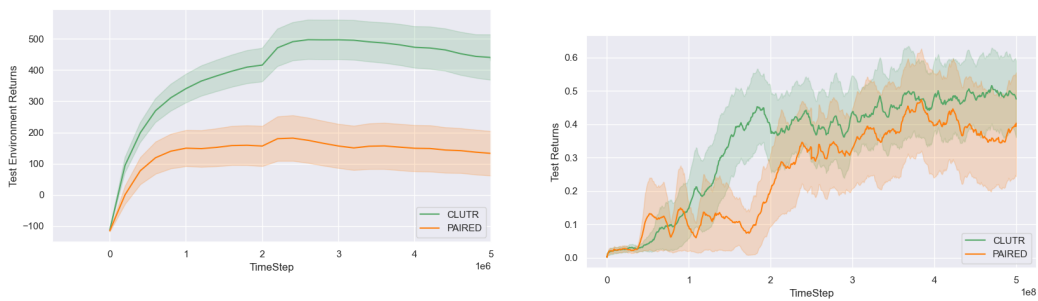 Test Environment Returns
500
400
300
200
100
0
−100
0
1
2
3
4
5
TimeStep
1e6
CLUTR
PAIRED
Test Returns
0.6
0.5
0.4
0.3
0.2
0.1
0.0
0
1
2
3
4
5
TimeStep
1e8
CLUTR
PAIRED